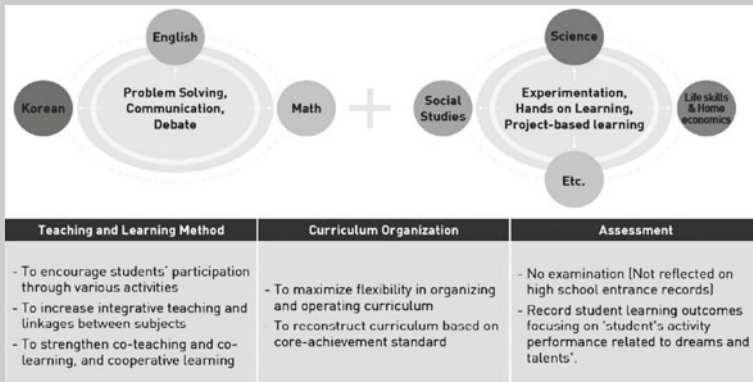 English
Korean
Problem Solving,
Communication,
Debate
Math
Science
Social
Studies
Experimentation,
Hands on Learning,
Project-based learning
Life skills
& Home
economics
Etc.
Teaching and Learning Method
- To encourage students' participation
through various activities
- To increase integrative teaching and
linkages between subjects
- To strengthen co-teaching and co-
learning, and cooperative learning
Curriculum Organization
- To maximize flexibility in organizing
and operating curriculum
- To reconstruct curriculum based on
core-achievement standard
Assessment
- No examination (Not reflected on
high school entrance records)
- Record student learning outcomes
focusing on 'student's activity
performance related to dreams and
talents'.